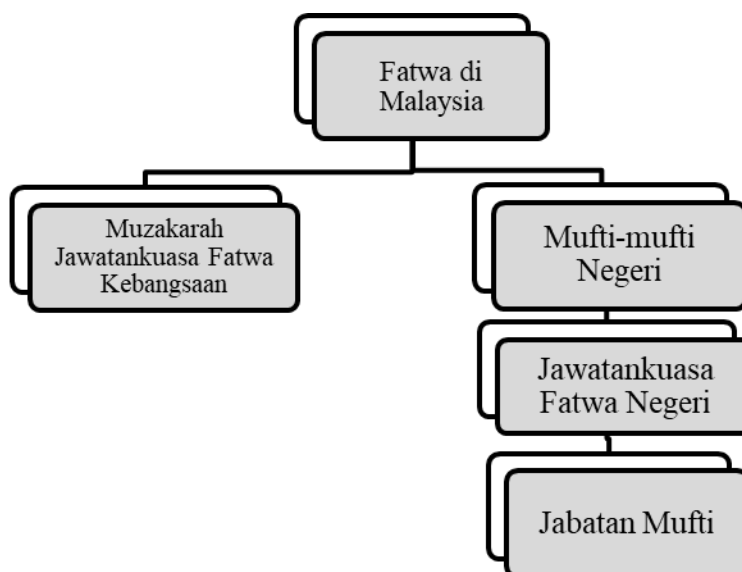 Fatwa di
Malaysia
Muzakarah
Jawatankuasa Fatwa
Kebangsaan
Mufti-mufti
Negeri
Jawatankuasa
Fatwa Negeri
Jabatan Mufti